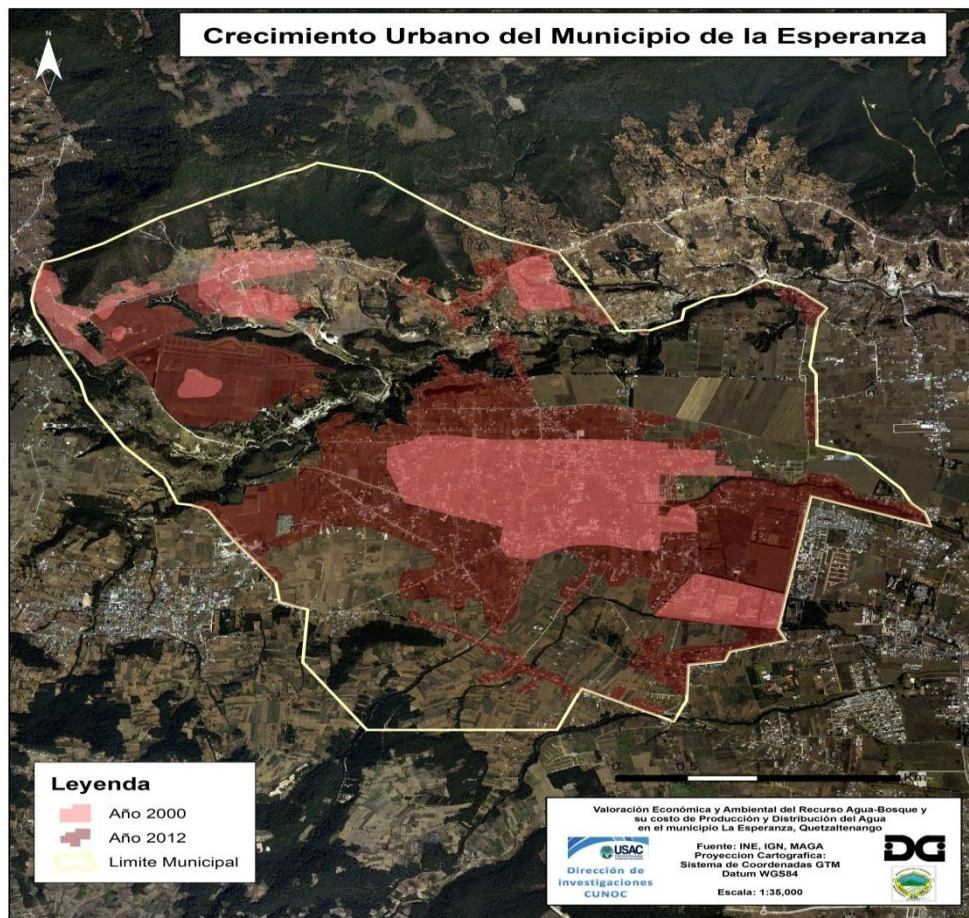 Crecimiento Urbano del Municipio de la Esperanza
N
0 0.5 1 2
Km
Leyenda
Año 2000
Año 2012
Limite Municipal
Valoración Económica y Ambiental del Recurso Agua-Bosque y
su costo de Producción y Distribución del Agua
en el municipio La Esperanza, Quetzaltenango
USAC
Dirección de
investigaciones
CUNOC
Fuente: INE, IGN, MAGA
Proyeccion Cartografica:
Sistema de Coordenadas GTM
Datum WGS84
Escala: 1:35,000